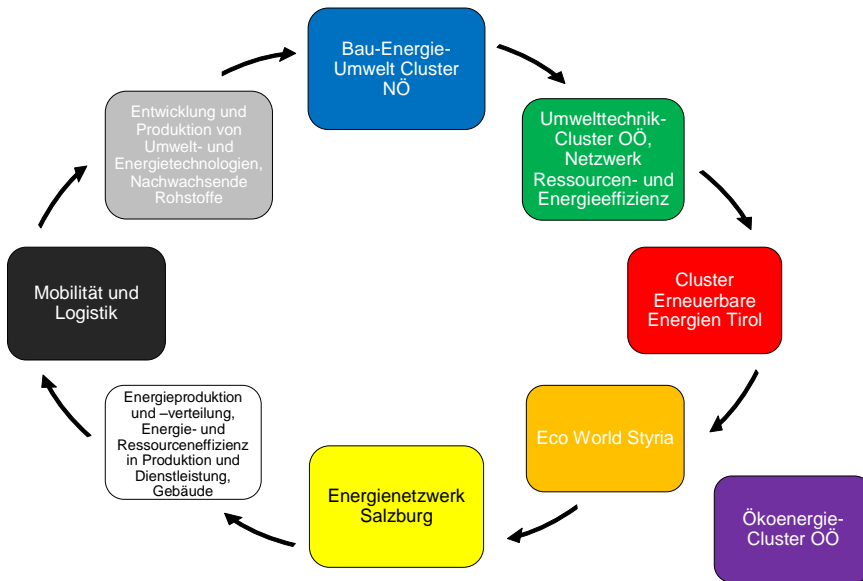 Bau-Energie-
Umwelt Cluster
NÖ
Umwelttechnik-
Cluster OÖ,
Netzwerk
Ressourcen- und
Energieeffizienz
Cluster
Erneuerbare
Energien Tirol
Eco World Styria
Ökoenergie-
Cluster OÖ
Energienetzwerk
Salzburg
Energieproduktion
und –verteilung,
Energie- und
Ressourceneffizienz
in Produktion und
Dienstleistung,
Gebäude
Mobilität und
Logistik
Entwicklung und
Produktion von
Umwelt- und
Energietechnologien,
Nachwachsende
Rohstoffe